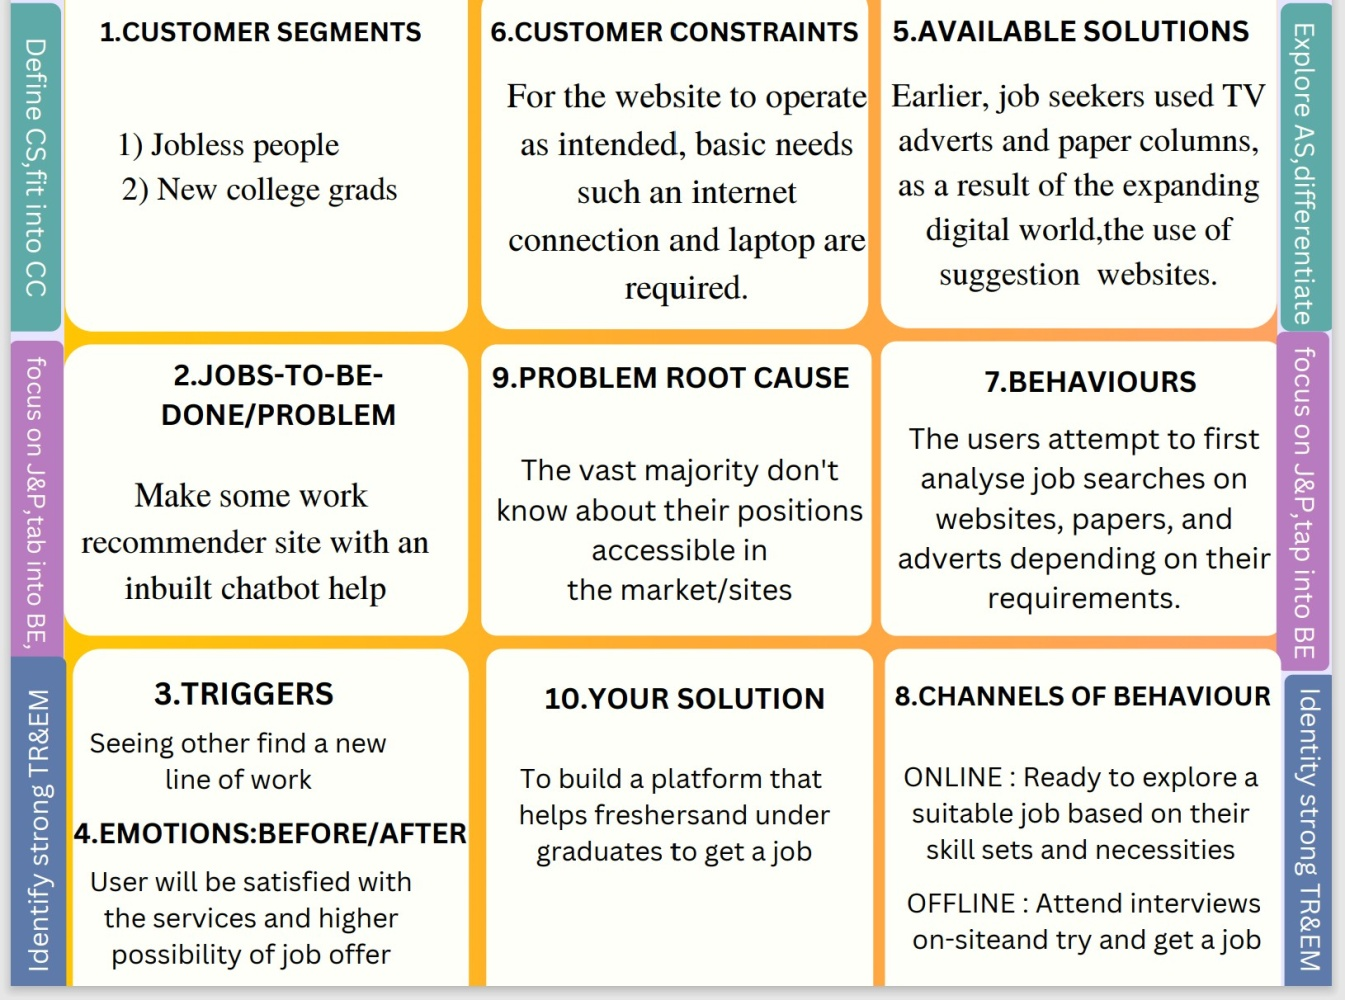 Define CS,fit into CC
1.CUSTOMER SEGMENTS
1) Jobless people
2) New college grads
6.CUSTOMER CONSTRAINTS
For the website to operate
as intended, basic needs
such an internet
connection and laptop are
required.
5.AVAILABLE SOLUTIONS
Earlier, job seekers used TV
adverts and paper columns,
as a result of the expanding
digital world,the use of
suggestion websites.
Explore AS,differentiate
focus on J&P,tab into BE,
2.JOBS-TO-BE-
DONE/PROBLEM
Make some work
recommender site with an
inbuilt chatbot help
9.PROBLEM ROOT CAUSE
The vast majority don't
know about their positions
accessible in
the market/sites
7.BEHAVIOURS
The users attempt to first
analyse job searches on
websites, papers, and
adverts depending on their
requirements.
focus on J&P,tap into BE
Identify strong TR&EM
3.TRIGGERS
Seeing other find a new
line of work
4.EMOTIONS:BEFORE/AFTER
User will be satisfied with
the services and higher
possibility of job offer
10.YOUR SOLUTION
To build a platform that
helps freshersand under
graduates to get a job
8.CHANNELS OF BEHAVIOUR
ONLINE : Ready to explore a
suitable job based on their
skill sets and necessities
OFFLINE : Attend interviews
on-siteand try and get a job
Identity strong TR&EM